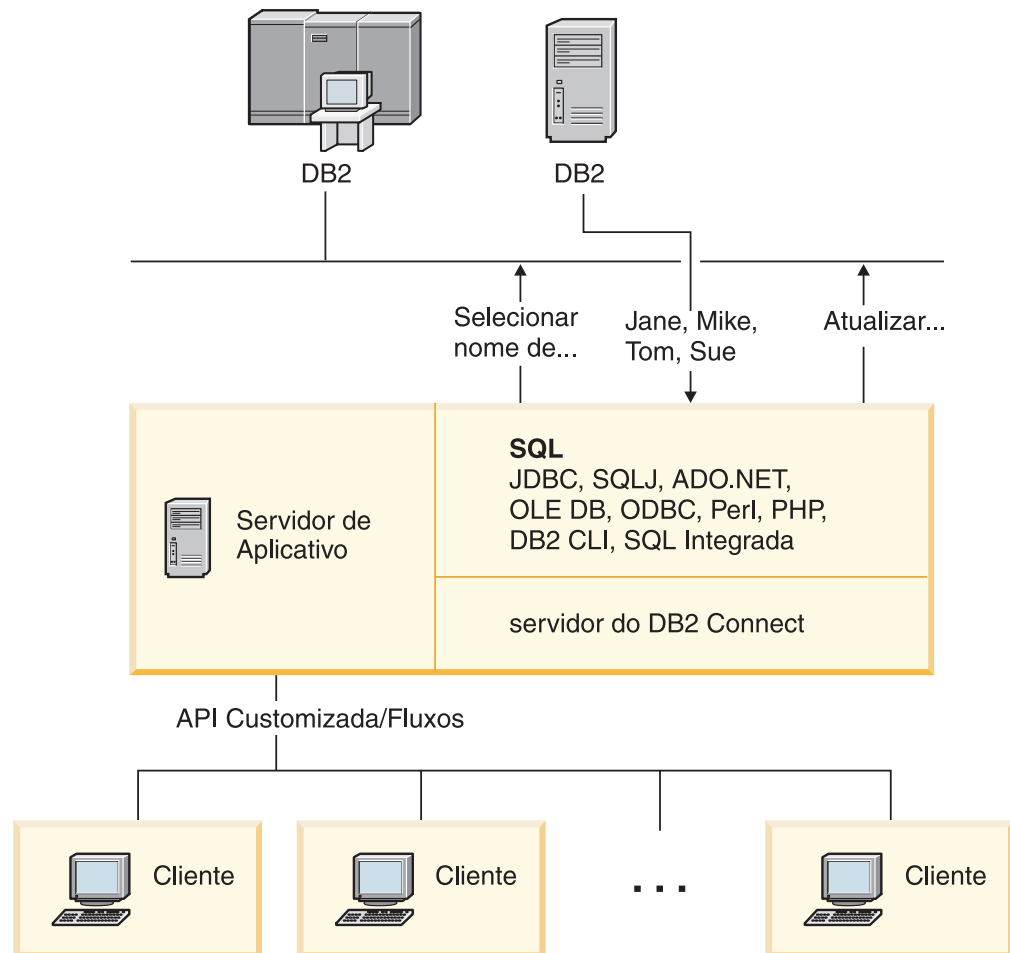 DB2
DB2
Selecionar
nome de...
Jane, Mike,
Tom, Sue
Atualizar...
Servidor de
Aplicativo
SQL
JDBC, SQLJ, ADO.NET,
OLE DB, ODBC, Perl, PHP,
DB2 CLI, SQL Integrada
servidor do DB2 Connect
API Customizada/Fluxos
Cliente
Cliente
...
Cliente